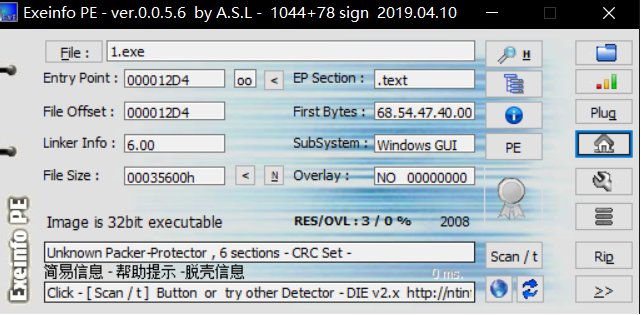 Exeinfo PE - ver.0.0.5.6 by A.S.L - 1044+78 sign 2019.04.10
File : 1.exe H
Entry Point : 000012D4 oo < EP Section : .text
File Offset : 000012D4 First Bytes : 68.54.47.40.00 Plug
Linker Info : 6.00 SubSystem : Windows GUI PE
File Size : 00035600h < N Overlay : NO 00000000
Image is 32bit executable RES/OVL : 3 / 0 % 2008
Exeinfo PE
Unknown Packer-Protector , 6 sections - CRC Set - Scan / t Rip
简易信息 - 帮助提示 -脱壳信息 0 ms.
Click - [ Scan / t ] Button or try other Detector - DIE v2.x http://ntin >>